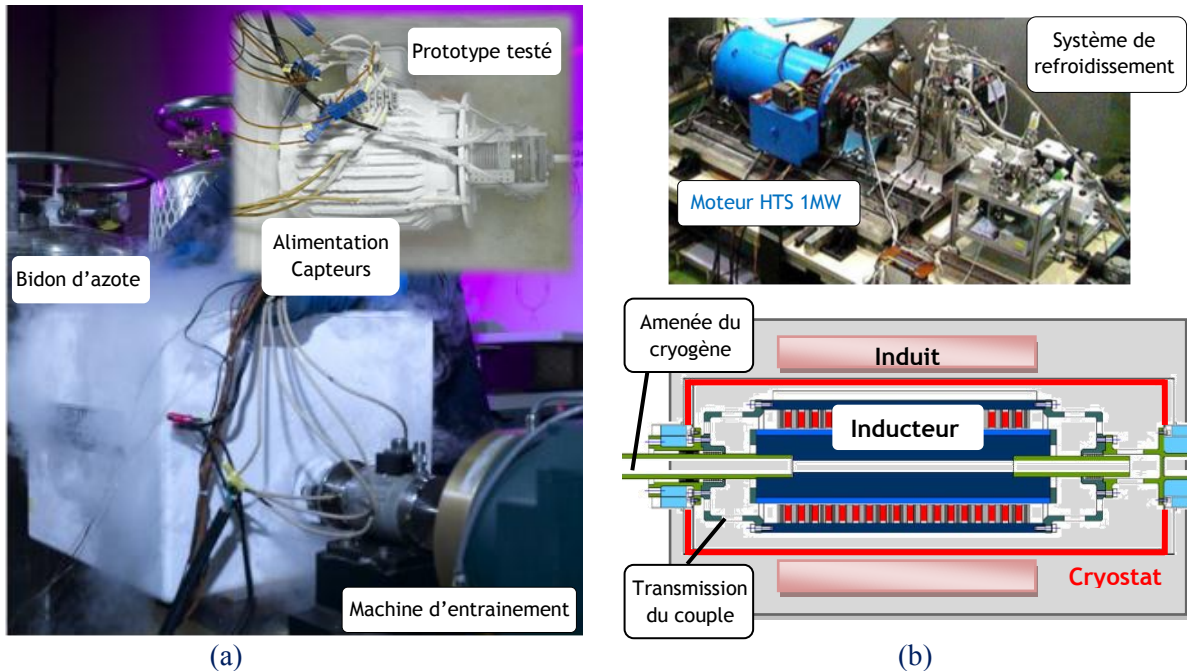 Prototype testé
Alimentation
Capteurs
Bidon d’azote
Machine d’entrainement
(a)
Système de
refroidissement
Moteur HTS 1MW
Amenée du
cryogène
Induit
Inducteur
Cryostat
Transmission
du couple
(b)